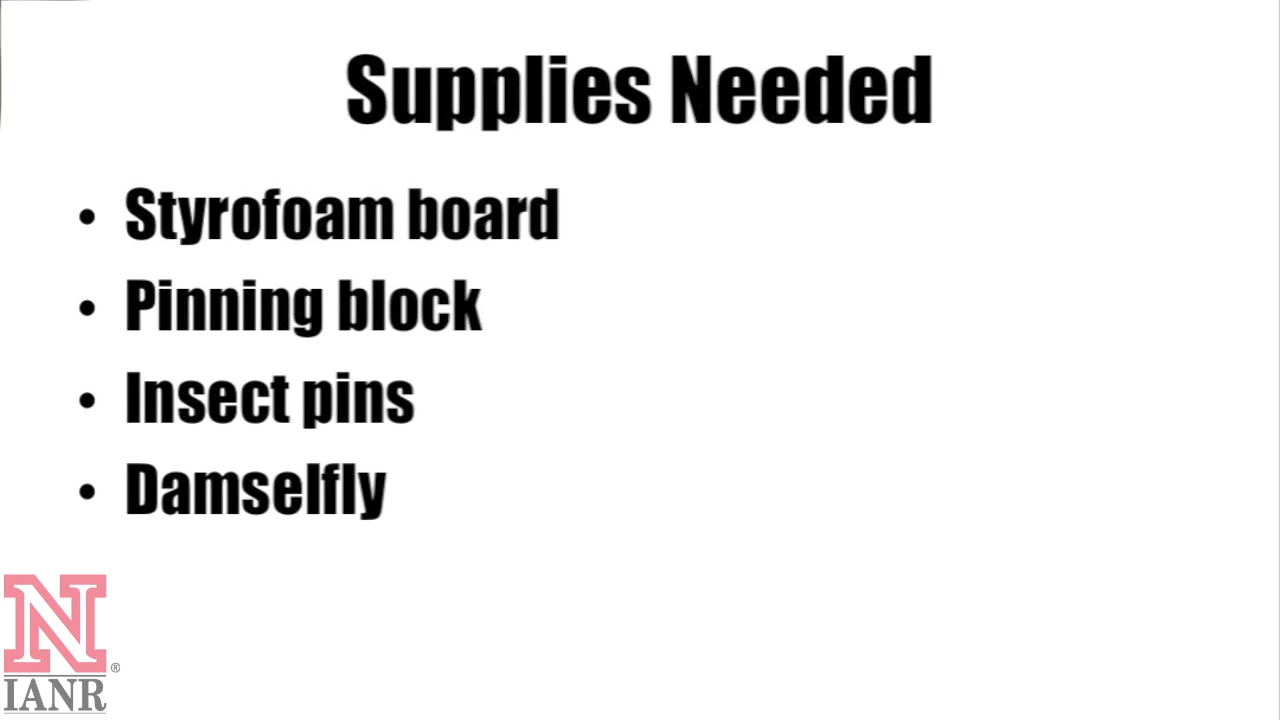 Supplies Needed
• Styrofoam board
• Pinning block
• Insect pins
• Damselfly
N®
IANR